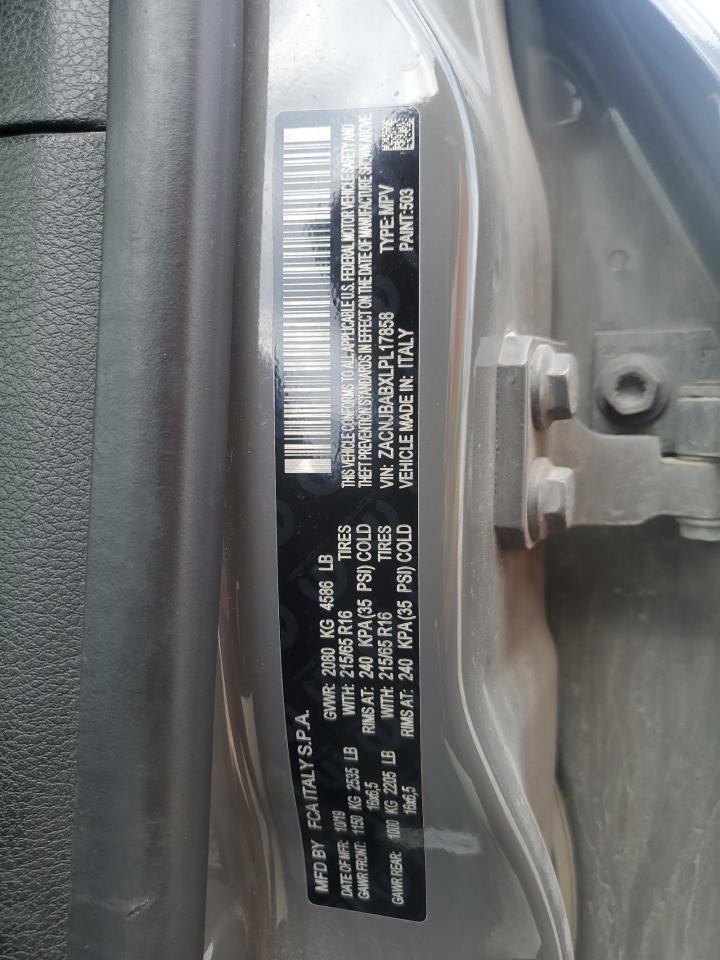 MFD BY FCA ITALY S.P.A.
DATE OF MFR: 10/19 GVWR: 2080 KG 4586 LB
GAWR FRONT: 1150 KG 2535 LB WITH: 215/65 R16 TIRES
16x6,5 RIMS AT: 240 KPA(35 PSI) COLD
GAWR REAR: 1000 KG 2205 LB WITH: 215/65 R16 TIRES
16x6,5 RIMS AT: 240 KPA(35 PSI) COLD
THIS VEHICLE CONFORMS TO ALL APPLICABLE U.S. FEDERAL MOTOR VEHICLE SAFETY AND
THEFT PREVENTION STANDARDS IN EFFECT ON THE DATE OF MANUFACTURE SHOWN ABOVE
VIN: ZACNJBABXLPL17858 TYPE: MPV
VEHICLE MADE IN: ITALY PAINT:503